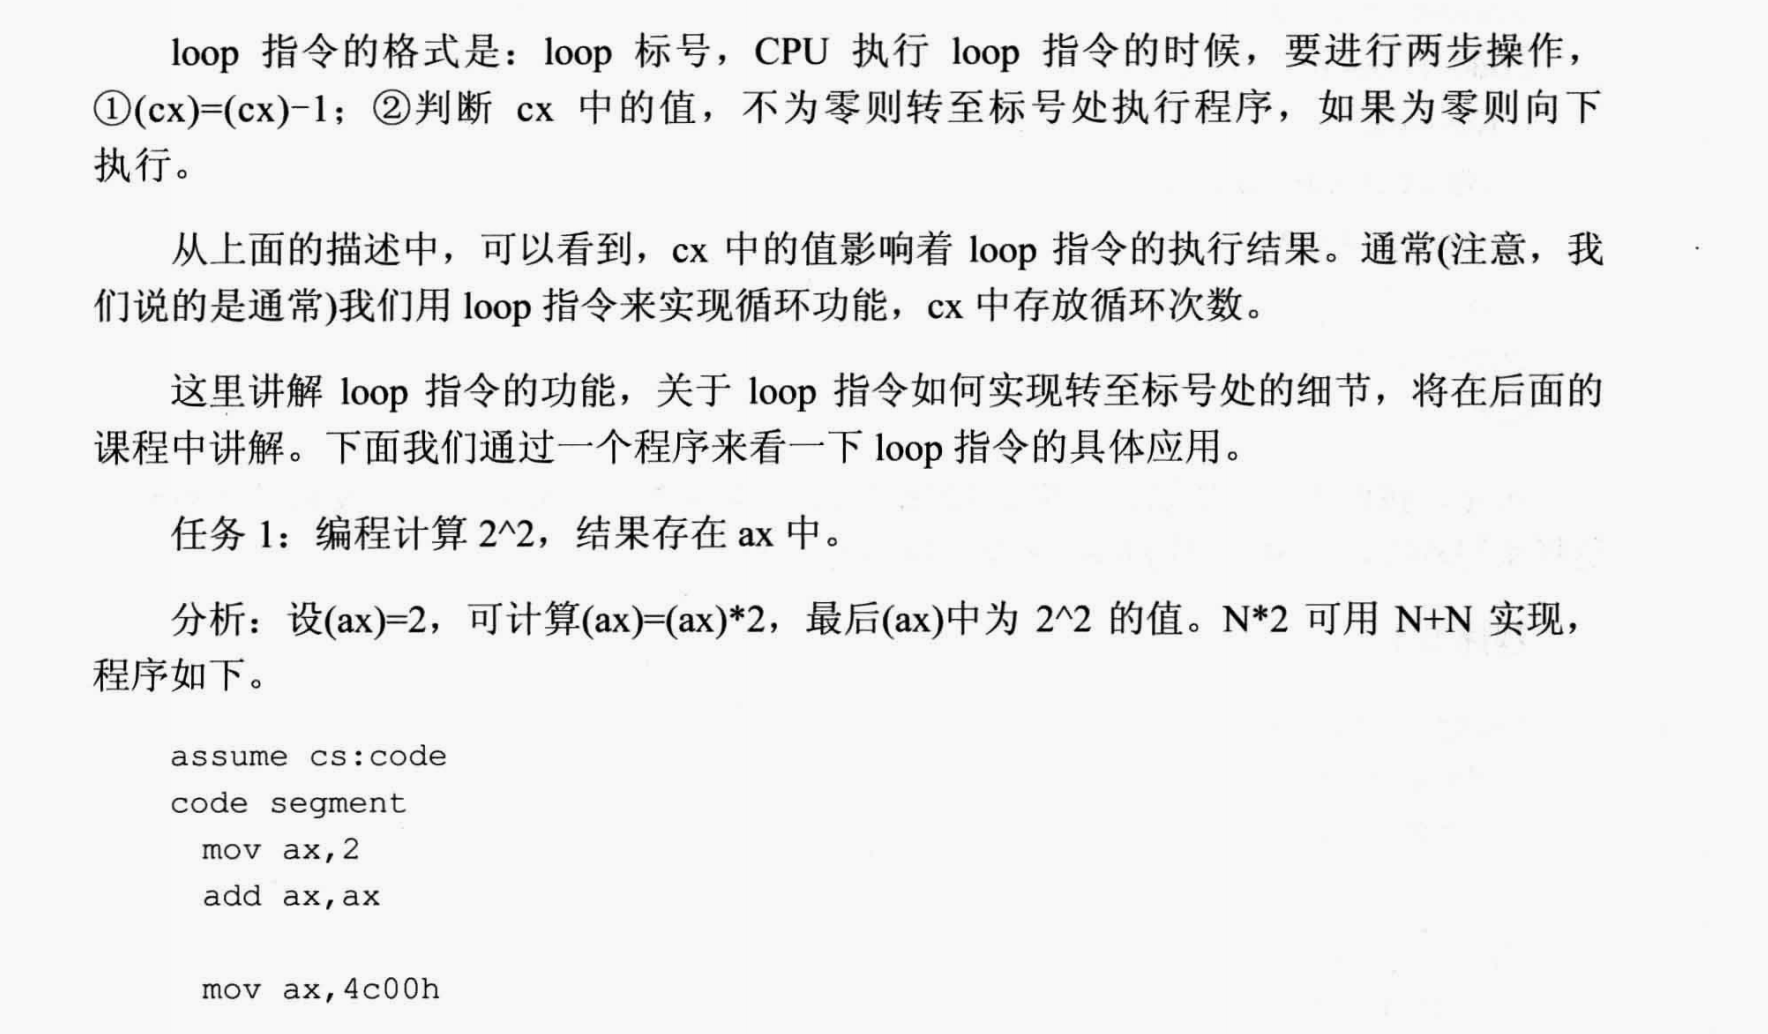 loop 指令的格式是：loop 标号，CPU 执行 loop 指令的时候，要进行两步操作，
①(cx)=(cx)-1；②判断 cx 中的值，不为零则转至标号处执行程序，如果为零则向下
执行。
从上面的描述中，可以看到，cx 中的值影响着 loop 指令的执行结果。通常(注意，我
们说的是通常)我们用 loop 指令来实现循环功能，cx 中存放循环次数。
这里讲解 loop 指令的功能，关于 loop 指令如何实现转至标号处的细节，将在后面的
课程中讲解。下面我们通过一个程序来看一下 loop 指令的具体应用。
任务 1：编程计算 2^2，结果存在 ax 中。
分析：设(ax)=2，可计算(ax)=(ax)*2，最后(ax)中为 2^2 的值。N*2 可用 N+N 实现，
程序如下。
assume cs:code
code segment
mov ax,2
add ax,ax
mov ax,4c00h